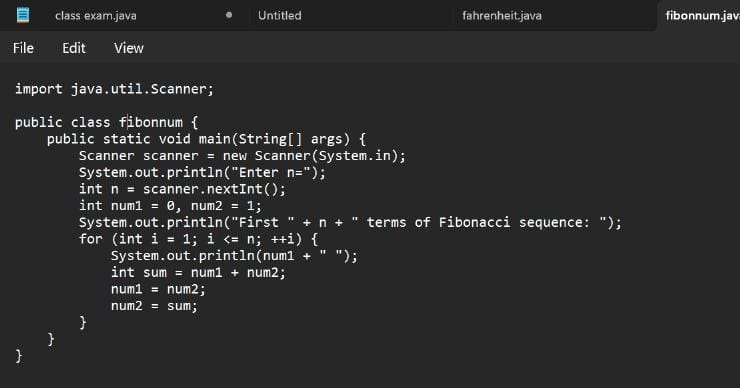 class exam.java • Untitled fahrenheit.java fibonnum.jav
File Edit View
import java.util.Scanner;
public class fibonnum {
    public static void main(String[] args) {
        Scanner scanner = new Scanner(System.in);
        System.out.println("Enter n=");
        int n = scanner.nextInt();
        int num1 = 0, num2 = 1;
        System.out.println("First " + n + " terms of Fibonacci sequence: ");
        for (int i = 1; i <= n; ++i) {
            System.out.println(num1 + " ");
            int sum = num1 + num2;
            num1 = num2;
            num2 = sum;
        }
    }
}